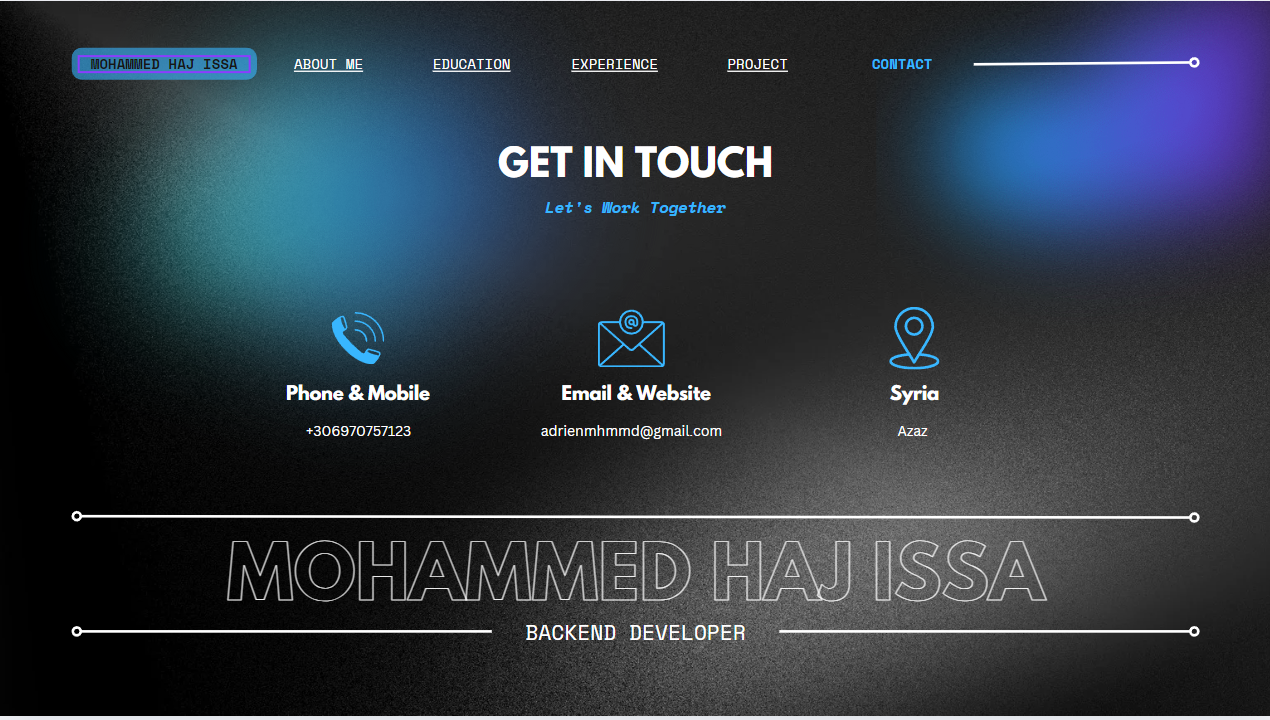 MOHAMMED HAJ ISSA ABOUT ME EDUCATION EXPERIENCE PROJECT CONTACT
GET IN TOUCH
Let's Work Together
Phone & Mobile Email & Website Syria
+306970757123 adrienmhmmd@gmail.com Azaz
MOHAMMED HAJ ISSA
BACKEND DEVELOPER